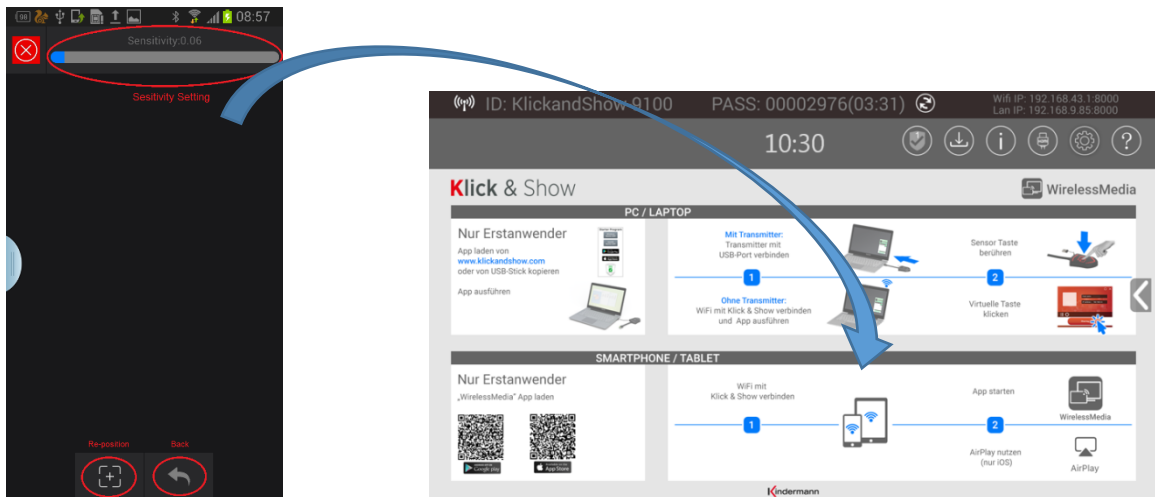 08:57
Sensitivity:0.06
Sesitivity Setting
Re-position
Back
ID: KlickandShow-9100
PASS: 00002976(03:31)
Wifi IP: 192.168.43.1:8000
Lan IP: 192.168.9.85:8000
10:30
Klick & Show
WirelessMedia
PC / LAPTOP
Nur Erstanwender
App laden von
www.klickandshow.com
oder von USB-Stick kopieren
App ausführen
Mit Transmitter:
Transmitter mit
USB-Port verbinden
1
Ohne Transmitter:
WiFi mit Klick & Show verbinden
und App ausführen
Sensor Taste
berühren
2
Virtuelle Taste
klicken
SMARTPHONE / TABLET
Nur Erstanwender
„WirelessMedia" App laden
Google play
App Store
WiFi mit
Klick & Show verbinden
1
App starten
2
AirPlay nutzen
(nur iOS)
WirelessMedia
AirPlay
Kindermann